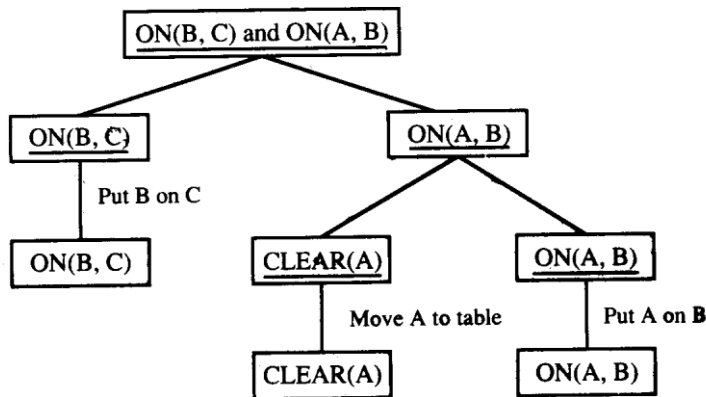 ON(B, C) and ON(A, B)
ON(B, C)
ON(A, B)
Put B on C
ON(B, C)
CLEAR(A)
ON(A, B)
Move A to table
Put A on B
CLEAR(A)
ON(A, B)